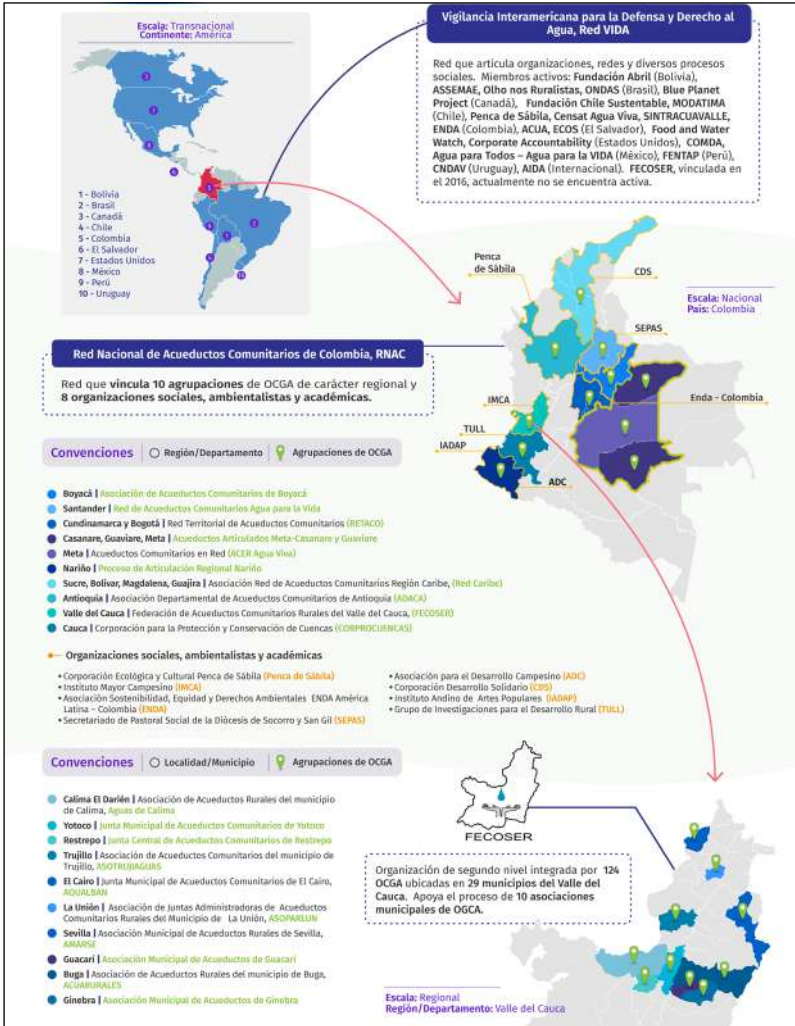 Escala: Transnacional
Continente: América
1 - Bolivia
2 - Brasil
3 - Canadá
4 - Chile
5 - Colombia
6 - El Salvador
7 - Estados Unidos
8 - México
9 - Perú
10 - Uruguay
Vigilancia Interamericana para la Defensa y Derecho al
Agua, Red VIDA
Red que articula organizaciones, redes y diversos procesos
sociales. Miembros activos: Fundación Abril (Bolivia),
ASSEMAE, Olho nos Ruralistas, ONDAS (Brasil), Blue Planet
Project (Canadá), Fundación Chile Sustentable, MODATIMA
(Chile), Penca de Sábila, Censat Agua Viva, SINTRACUAVALLE,
ENDA (Colombia), ACUA, ECOS (El Salvador), Food and Water
Watch, Corporate Accountability (Estados Unidos), COMDA,
Agua para Todos – Agua para la VIDA (México), FENTAP (Perú),
CNDAV (Uruguay), AIDA (Internacional). FECOSER, vinculada en
el 2016, actualmente no se encuentra activa.
Penca
de Sábila
CDS
SEPAS
Escala: Nacional
País: Colombia
Enda - Colombia
IMCA
TULL
IADAP
ADC
Red Nacional de Acueductos Comunitarios de Colombia, RNAC
Red que vincula 10 agrupaciones de OCGA de carácter regional y
8 organizaciones sociales, ambientalistas y académicas.
Convenciones | Región/Departamento | Agrupaciones de OCGA
Boyacá | Asociación de Acueductos Comunitarios de Boyacá
Santander | Red de Acueductos Comunitarios Agua para la Vida
Cundinamarca y Bogotá | Red Territorial de Acueductos Comunitarios (RETACO)
Casanare, Guaviare, Meta | Acueductos Articulados Meta-Casanare y Guaviare
Meta | Acueductos Comunitarios en Red (ACER Agua Viva)
Nariño | Proceso de Articulación Regional Nariño
Sucre, Bolívar, Magdalena, Guajira | Asociación Red de Acueductos Comunitarios Región Caribe, (Red Caribe)
Antioquia | Asociación Departamental de Acueductos Comunitarios de Antioquia (ADACA)
Valle del Cauca | Federación de Acueductos Comunitarios Rurales del Valle del Cauca, (FECOSER)
Cauca | Corporación para la Protección y Conservación de Cuencas (CORPROCUENCAS)
Organizaciones sociales, ambientalistas y académicas
• Corporación Ecológica y Cultural Penca de Sábila (Penca de Sábila)
• Instituto Mayor Campesino (IMCA)
• Asociación Sostenibilidad, Equidad y Derechos Ambientales ENDA América
Latina – Colombia (ENDA)
• Secretariado de Pastoral Social de la Diócesis de Socorro y San Gil (SEPAS)
• Asociación para el Desarrollo Campesino (ADC)
• Corporación Desarrollo Solidario (CDS)
• Instituto Andino de Artes Populares (IADAP)
• Grupo de Investigaciones para el Desarrollo Rural (TULL)
Convenciones | Localidad/Municipio | Agrupaciones de OCGA
Calima El Darién | Asociación de Acueductos Rurales del municipio
de Calima, Aguas de Calima
Yotoco | Junta Municipal de Acueductos Comunitarios de Yotoco
Restrepo | Junta Central de Acueductos Comunitarios de Restrepo
Trujillo | Asociación de Acueductos Comunitarios del municipio de
Trujillo, ASOTRUJIAGUAS
El Cairo | Junta Municipal de Acueductos Comunitarios de El Cairo,
AQUALBAN
La Unión | Asociación de Juntas Administradoras de Acueductos
Comunitarios Rurales del Municipio de La Unión, ASOPARLUN
Sevilla | Asociación Municipal de Acueductos Rurales de Sevilla,
AMARSE
Guacarí | Asociación Municipal de Acueductos de Guacarí
Buga | Asociación de Acueductos Rurales del municipio de Buga,
ACUARURALES
Ginebra | Asociación Municipal de Acueductos de Ginebra
FECOSER
Organización de segundo nivel integrada por 124
OCGA ubicadas en 29 municipios del Valle del
Cauca. Apoya el proceso de 10 asociaciones
municipales de OGCA.
Escala: Regional
Región/Departamento: Valle del Cauca